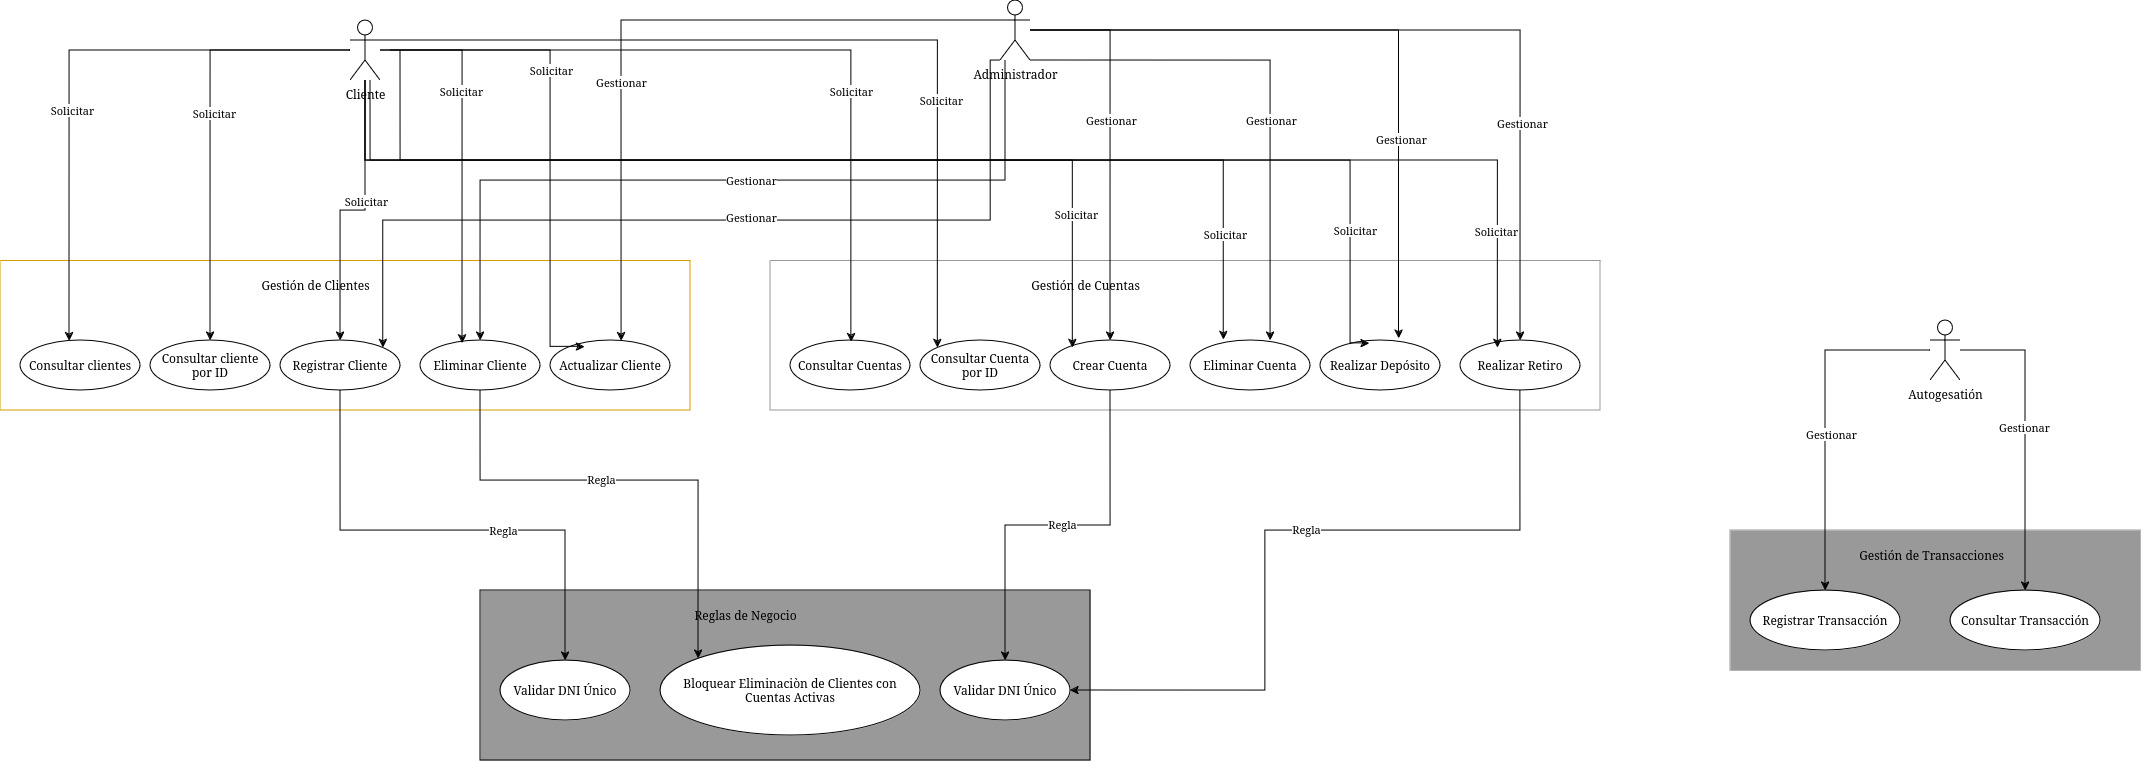 Cliente
Administrador
Solicitar
Solicitar
Solicitar
Solicitar
Gestionar
Solicitar
Solicitar
Gestionar
Gestionar
Gestionar
Gestionar
Gestionar
Solicitar
Gestionar
Solicitar
Solicitar
Solicitar
Solicitar
Gestión de Clientes
Consultar clientes
Consultar cliente
por ID
Registrar Cliente
Eliminar Cliente
Actualizar Cliente
Gestión de Cuentas
Consultar Cuentas
Consultar Cuenta
por ID
Crear Cuenta
Eliminar Cuenta
Realizar Depósito
Realizar Retiro
Autogesatión
Gestionar
Gestionar
Regla
Regla
Regla
Regla
Gestión de Transacciones
Registrar Transacción
Consultar Transacción
Reglas de Negocio
Validar DNI Único
Bloquear Eliminaciòn de Clientes con
Cuentas Activas
Validar DNI Único